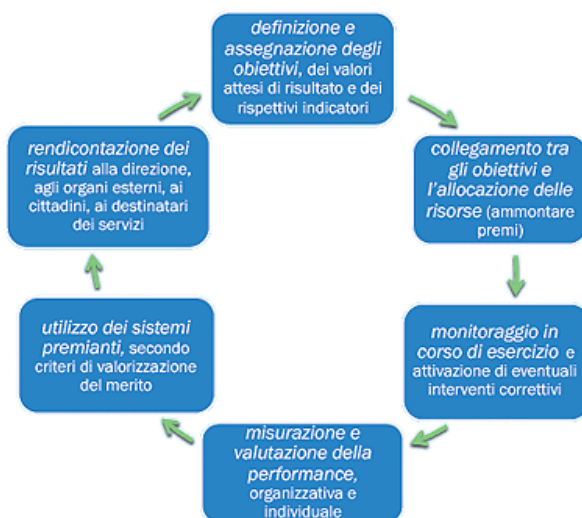 definizione e
assegnazione degli
obiettivi, dei valori
attesi di risultato e dei
rispettivi indicatori
collegamento tra
gli obiettivi e
l'allocazione delle
risorse (ammontare
premi)
monitoraggio in
corso di esercizio e
attivazione di eventuali
interventi correttivi
misurazione e
valutazione della
performance,
organizzativa e
individuale
utilizzo dei sistemi
premianti, secondo
criteri di valorizzazione
del merito
rendicontazione dei
risultati alla direzione,
agli organi esterni, ai
cittadini, ai destinatari
dei servizi